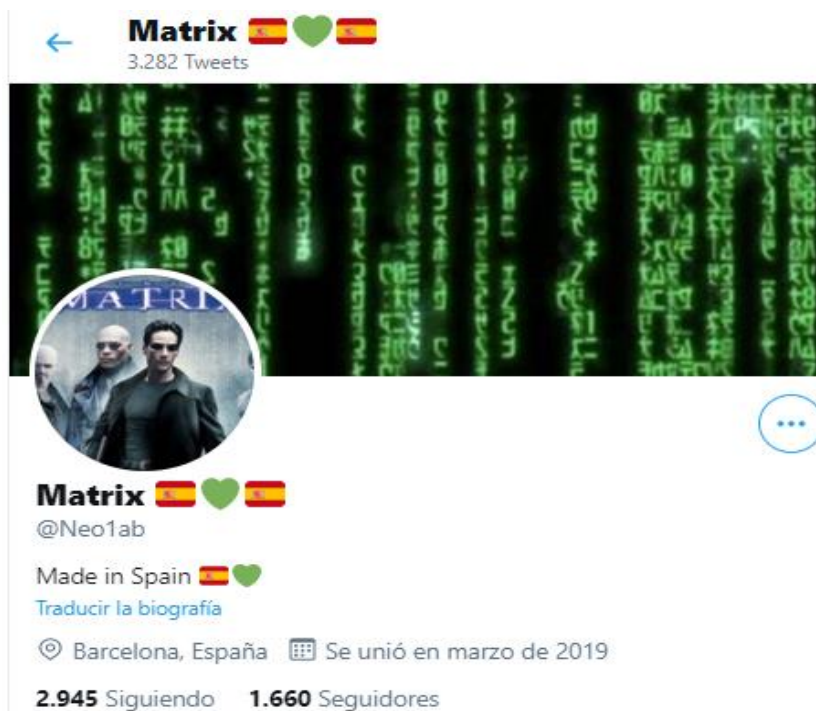 Matrix 🇪🇸💚🇪🇸
3.282 Tweets
MATRIX
Matrix 🇪🇸💚🇪🇸
@Neo1ab
Made in Spain 🇪🇸💚
Traducir la biografía
Barcelona, España Se unió en marzo de 2019
2.945 Siguiendo 1.660 Seguidores